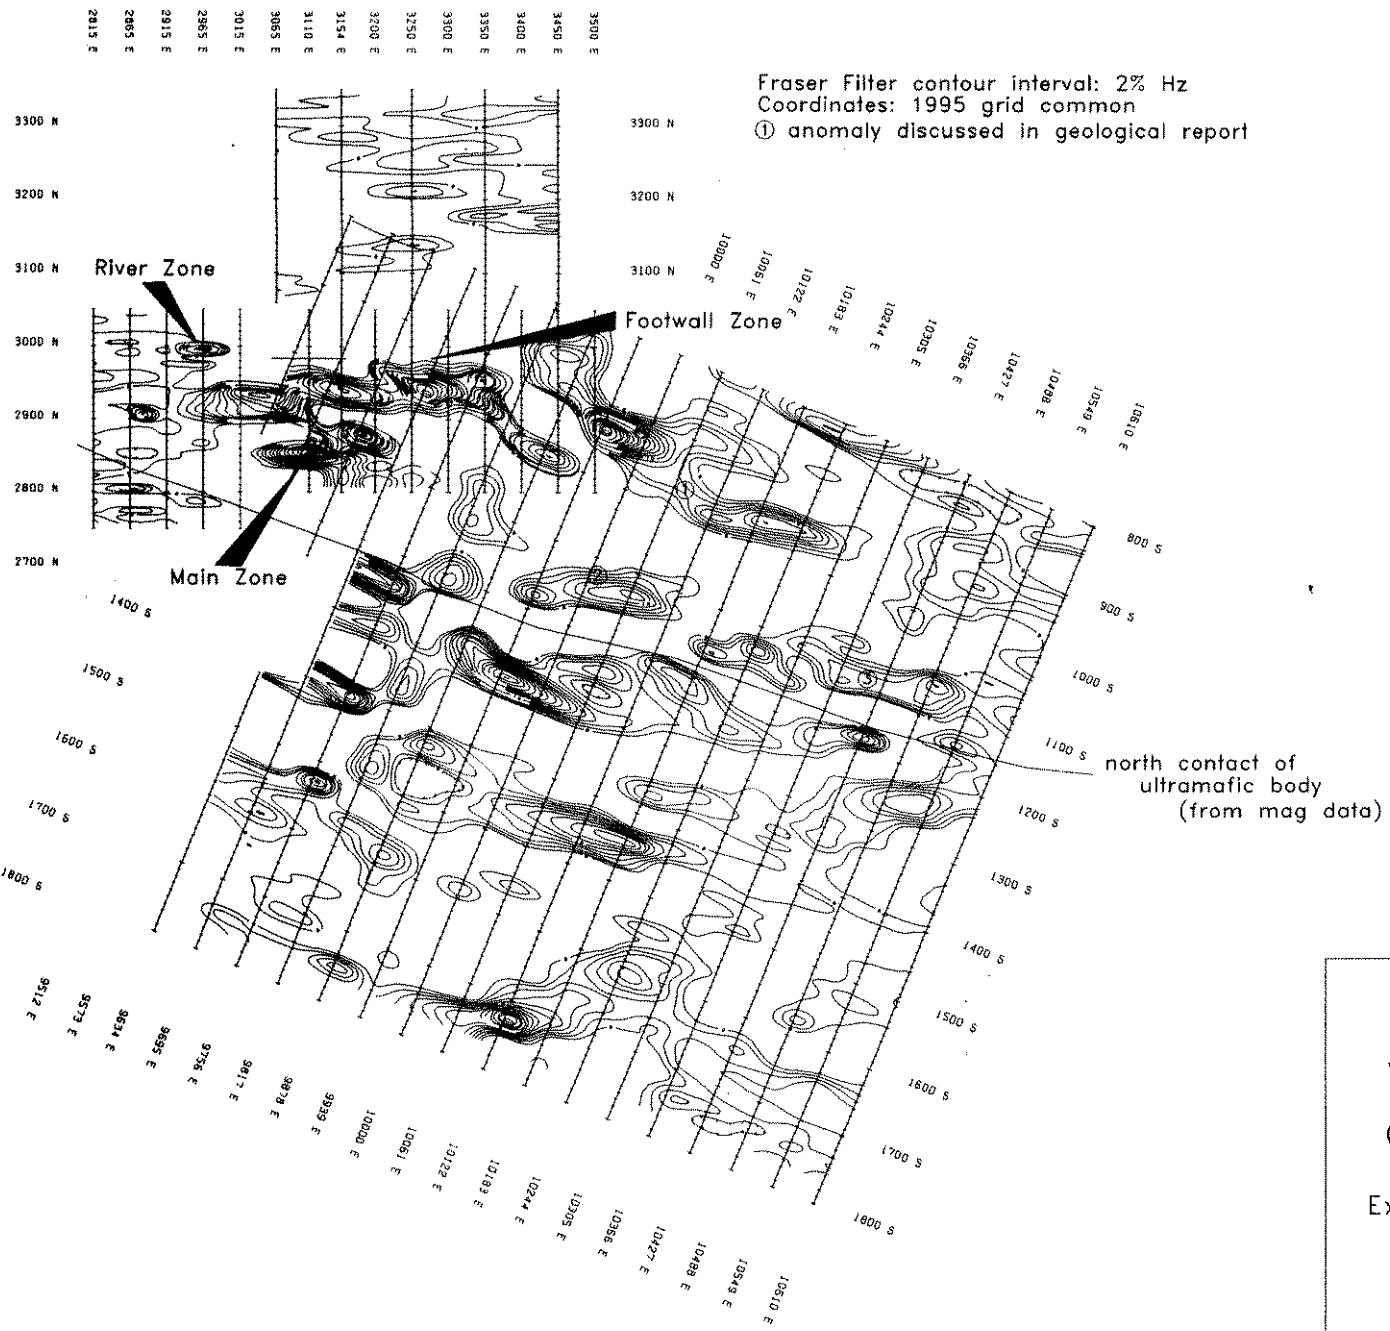 2815 E
2865 E
2915 E
2965 E
3015 E
3065 E
3110 E
3154 E
3200 E
3250 E
3300 E
3350 E
3400 E
3450 E
3500 E
Fraser Filter contour interval: 2% Hz
Coordinates: 1995 grid common
① anomaly discussed in geological report
3300 N
3300 N
3200 N
3200 N
3100 N
3100 N
River Zone
Footwall Zone
3000 N
2900 N
2800 N
2700 N
Main Zone
10000 E
10061 E
10122 E
10183 E
10244 E
10305 E
10366 E
10427 E
10488 E
10549 E
10610 E
①
②
③
800 S
900 S
1000 S
1100 S
1200 S
1300 S
1400 S
1500 S
1600 S
1700 S
1800 S
north contact of
ultramafic body
(from mag data)
1400 S
1500 S
1600 S
1700 S
1800 S
9512 E
9573 E
9634 E
9695 E
9756 E
9817 E
9878 E
9939 E
10000 E
10061 E
10122 E
10183 E
10244 E
10305 E
10366 E
10427 E
10488 E
10549 E
10610 E